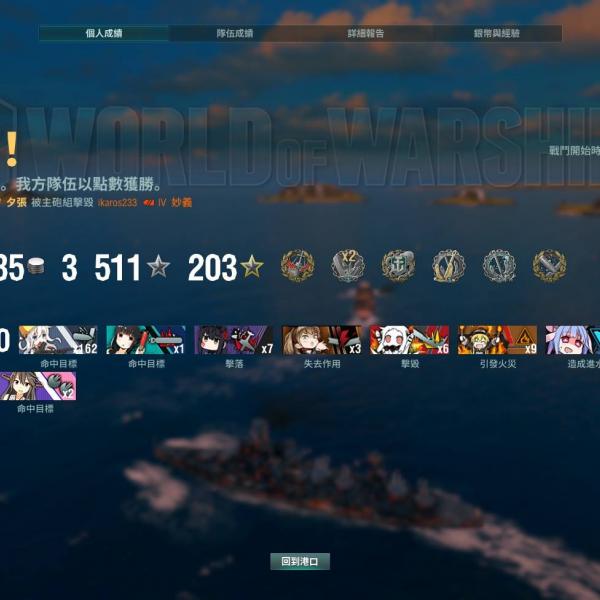 個人成績
隊伍成績
詳細報告
銀幣與經驗
WORLD OF WARSHIP
!
戰鬥開始時
。我方隊伍以點數獲勝。
夕張 被主砲組擊毀 ikaros233 IV 妙義
35 3 511 203
x2
0
x162 x1 x7 x3 x6 x9
命中目標 命中目標 擊落 失去作用 擊毀 引發火災 造成進水
x2
命中目標
回到港口